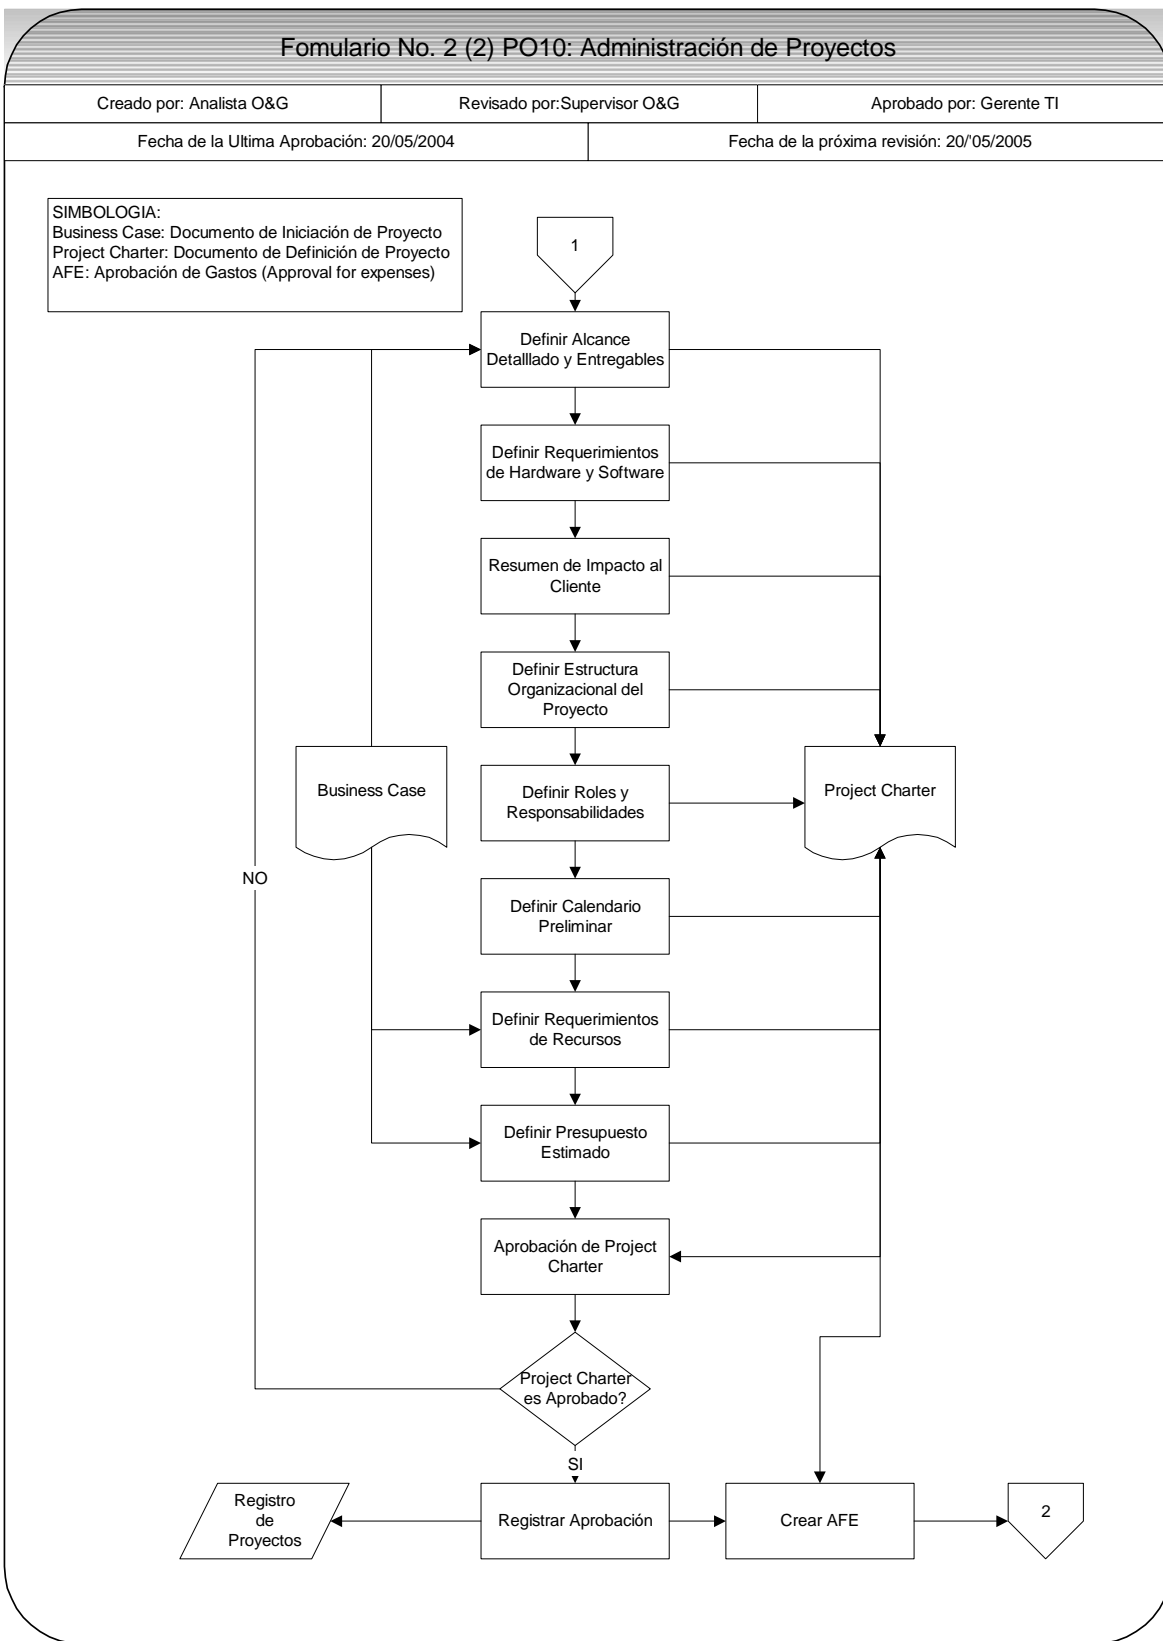 Fomulario No. 2 (2) PO10: Administración de Proyectos
Creado por: Analista O&G
Revisado por:Supervisor O&G
Aprobado por: Gerente TI
Fecha de la Ultima Aprobación: 20/05/2004
Fecha de la próxima revisión: 20/'05/2005
SIMBOLOGIA:
Business Case: Documento de Iniciación de Proyecto
Project Charter: Documento de Definición de Proyecto
AFE: Aprobación de Gastos (Approval for expenses)
1
Definir Alcance
Detalllado y Entregables
Definir Requerimientos
de Hardware y Software
Resumen de Impacto al
Cliente
Definir Estructura
Organizacional del
Proyecto
Business Case
Definir Roles y
Responsabilidades
Project Charter
NO
Definir Calendario
Preliminar
Definir Requerimientos
de Recursos
Definir Presupuesto
Estimado
Aprobación de Project
Charter
Project Charter
es Aprobado?
SI
Registro
de
Proyectos
Registrar Aprobación
Crear AFE
2